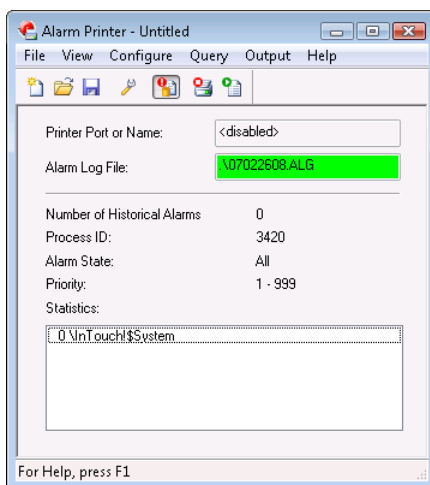 Alarm Printer - Untitled
File View Configure Query Output Help
Printer Port or Name: <disabled>
Alarm Log File: .\07022608.ALG
Number of Historical Alarms 0
Process ID: 3420
Alarm State: All
Priority: 1 - 999
Statistics:
0 \InTouch!$System
For Help, press F1